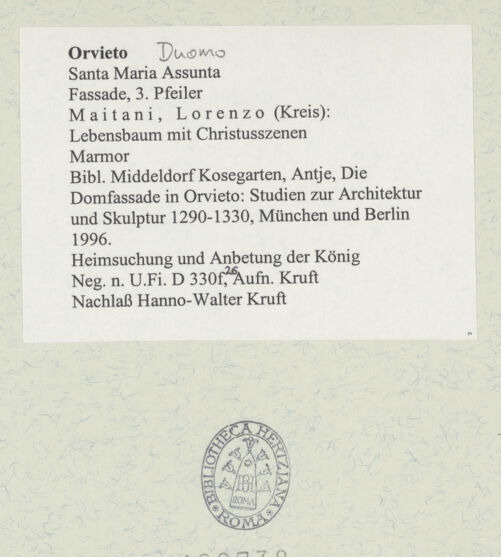 Orvieto Duomo
Santa Maria Assunta
Fassade, 3. Pfeiler
Maitani, Lorenzo (Kreis):
Lebensbaum mit Christusszenen
Marmor
Bibl. Middeldorf Kosegarten, Antje, Die
Domfassade in Orvieto: Studien zur Architektur
und Skulptur 1290-1330, München und Berlin
1996.
Heimsuchung und Anbetung der König
Neg. n. U.Fi. D 330f, 26 Aufn. Kruft
Nachlaß Hanno-Walter Kruft
BIBLIOTHECA HERTZIANA
BH
ROMA
ROMA